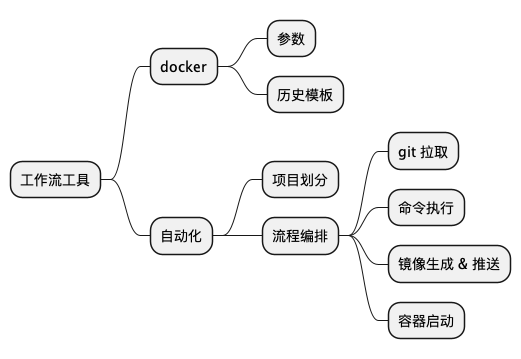 工作流工具
docker
参数
历史模板
自动化
项目划分
流程编排
git 拉取
命令执行
镜像生成 & 推送
容器启动